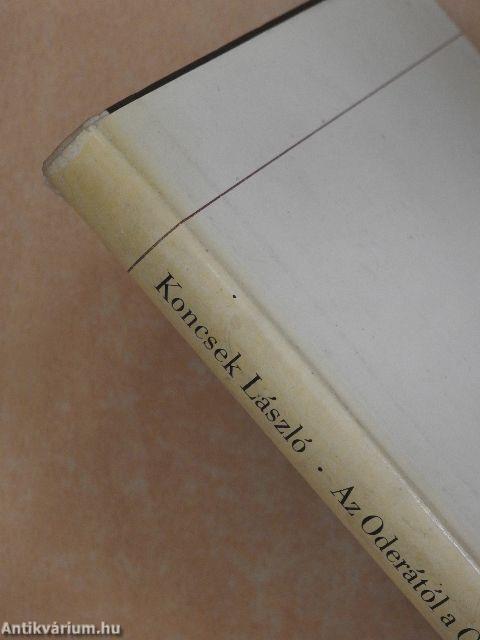 Koncsek László • Az Oderától a
Antikvárium.hu